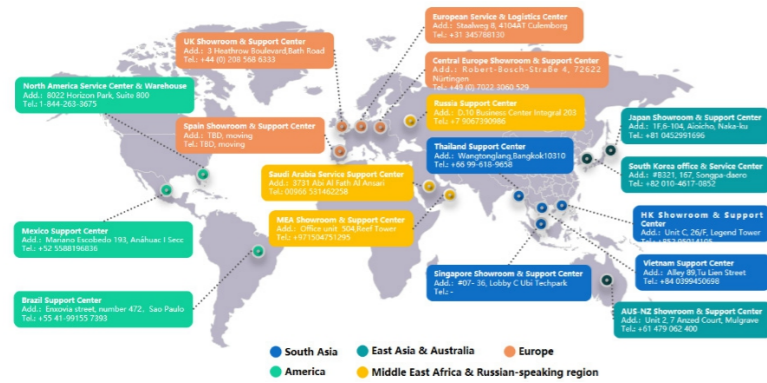 European Service & Logistics Center
Add.: Staalweg 8, 4104AT Culemborg
Tel.: +31 345788130
UK Showroom & Support Center
Add.: 3 Heathrow Boulevard,Bath Road
Tel.: +44 (0) 208 568 6333
Central Europe Showroom & Support Center
Add.: Robert-Bosch-Straße 4, 72622
Nürtingen
Tel.: +49 (0) 7022 3060 529
North America Service Center & Warehouse
Add.: 8022 Horizon Park, Suite 800
Tel.: 1-844-263-3675
Russia Support Center
Add.: D.10 Business Center Integral 203
Tel.: +7 9067390986
Spain Showroom & Support Center
Add.: TBD, moving
Tel.: TBD, moving
Japan Showroom & Support Center
Add.: 1F,6-104, Aioicho, Naka-ku
Tel.: +81 0452991696
Thailand Support Center
Add.: Wangtonglang,Bangkok10310
Tel.: +66 99-618-9658
South Korea office & Service Center
Add.: #B321, 167, Songpa-daero
Tel.: +82 010-4617-0852
Saudi Arabia Service Support Center
Add.: 3731 Abi Al Fath Al Ansari
Tel.: 00966 531462258
MEA Showroom & Support Center
Add.: Office unit 504,Reef Tower
Tel.: +971504751295
HK Showroom & Support
Center
Add.: Unit C, 26/F, Legend Tower
Mexico Support Center
Add.: Mariano Escobedo 193, Anáhuac I Secc
Tel.: +52 5588196836
Vietnam Support Center
Add.: Alley 89,Tu Lien Street
Tel.: +84 0399450698
Singapore Showroom & Support Center
Add.: #07- 36, Lobby C Ubi Techpark
Tel.: -
Brazil Support Center
Add.: Ensovia street, number 472, Sao Paulo
Tel.: +55 41-99155 7393
AUS-NZ Showroom & Support Center
Add.: Unit 2, 7 Anzed Court, Mulgrave
Tel.: +61 479 062 400
South Asia
East Asia & Australia
Europe
America
Middle East Africa & Russian-speaking region